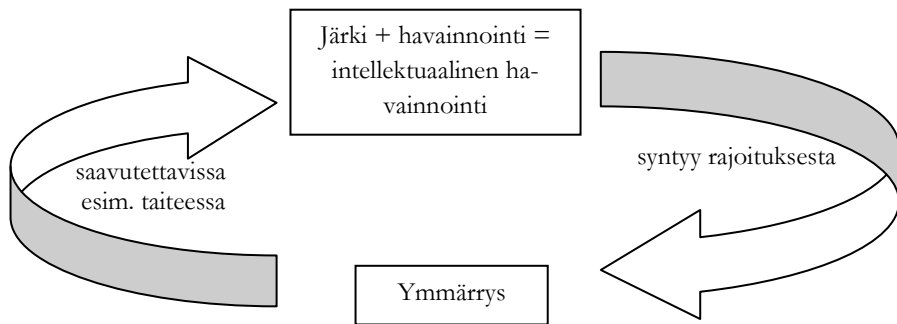 Järki + havainnointi =
intellektuaalinen ha-
vainnointi
syntyy rajoituksesta
saavutettavissa
esim. taiteessa
Ymmärrys